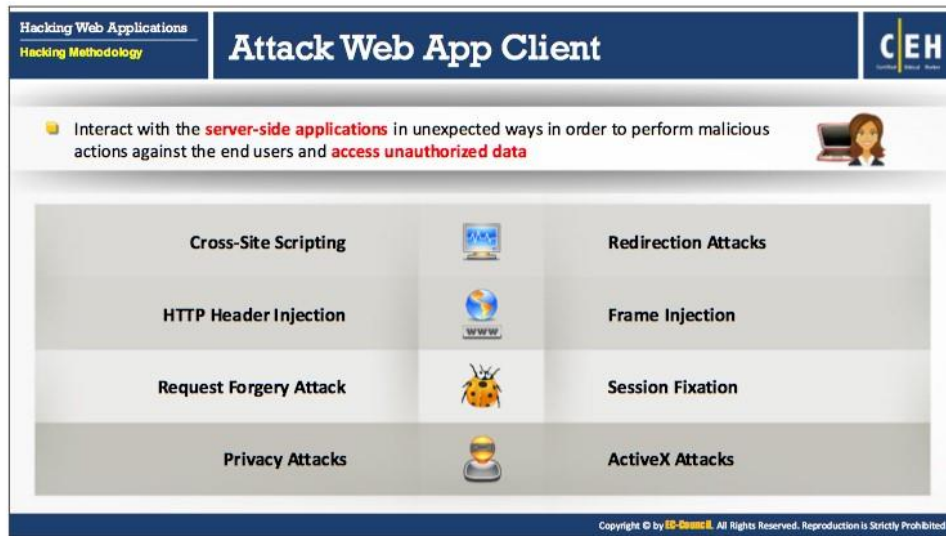 Hacking Web Applications
Hacking Methodology
Attack Web App Client
C|EH
Interact with the server-side applications in unexpected ways in order to perform malicious
actions against the end users and access unauthorized data
Cross-Site Scripting
Redirection Attacks
HTTP Header Injection
www
Frame Injection
Request Forgery Attack
Session Fixation
Privacy Attacks
ActiveX Attacks
Copyright © by EC-Council. All Rights Reserved. Reproduction is Strictly Prohibited